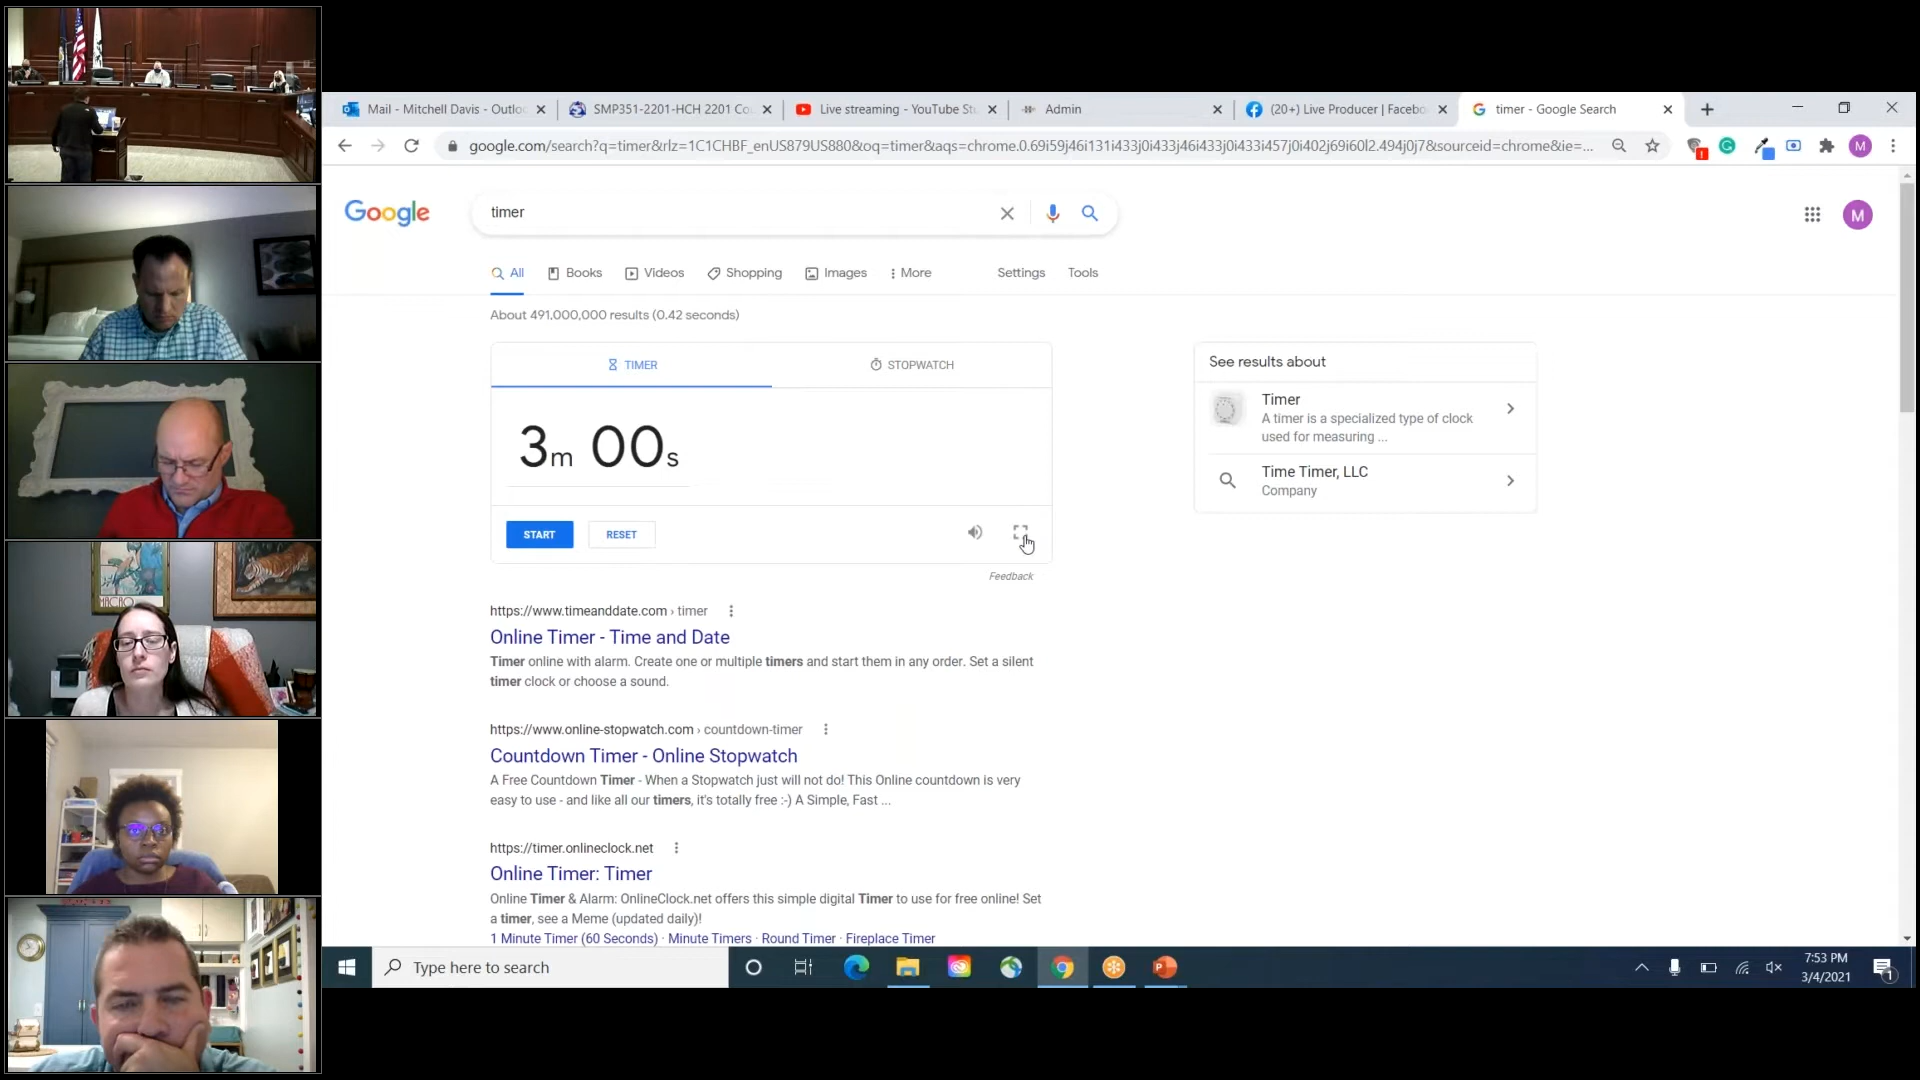 Mail - Mitchell Davis - Outlo
SMP351-2201-HCH 2201 Co
Live streaming - YouTube St
Admin
(20+) Live Producer | Facebo
timer - Google Search
google.com/search?q=timer&rlz=1C1CHBF_enUS879US880&oq=timer&aqs=chrome.0.69i59j46i131i433j0i433j46i433j0i433i457j0i402j69i60l2.494j0j7&sourceid=chrome&ie=...
M
Google
timer
M
All
Books
Videos
Shopping
Images
More
Settings
Tools
About 491,000,000 results (0.42 seconds)
TIMER
STOPWATCH
3m 00s
START
RESET
Feedback
See results about
Timer
A timer is a specialized type of clock
used for measuring ...
Time Timer, LLC
Company
https://www.timeanddate.com › timer
Online Timer - Time and Date
Timer online with alarm. Create one or multiple timers and start them in any order. Set a silent
timer clock or choose a sound.
https://www.online-stopwatch.com › countdown-timer
Countdown Timer - Online Stopwatch
A Free Countdown Timer - When a Stopwatch just will not do! This Online countdown is very
easy to use - and like all our timers, it's totally free :-) A Simple, Fast ...
https://timer.onlineclock.net
Online Timer: Timer
Online Timer & Alarm: OnlineClock.net offers this simple digital Timer to use for free online! Set
a timer, see a Meme (updated daily)!
1 Minute Timer (60 Seconds) · Minute Timers · Round Timer · Fireplace Timer
Type here to search
7:53 PM
3/4/2021
1
MACAO